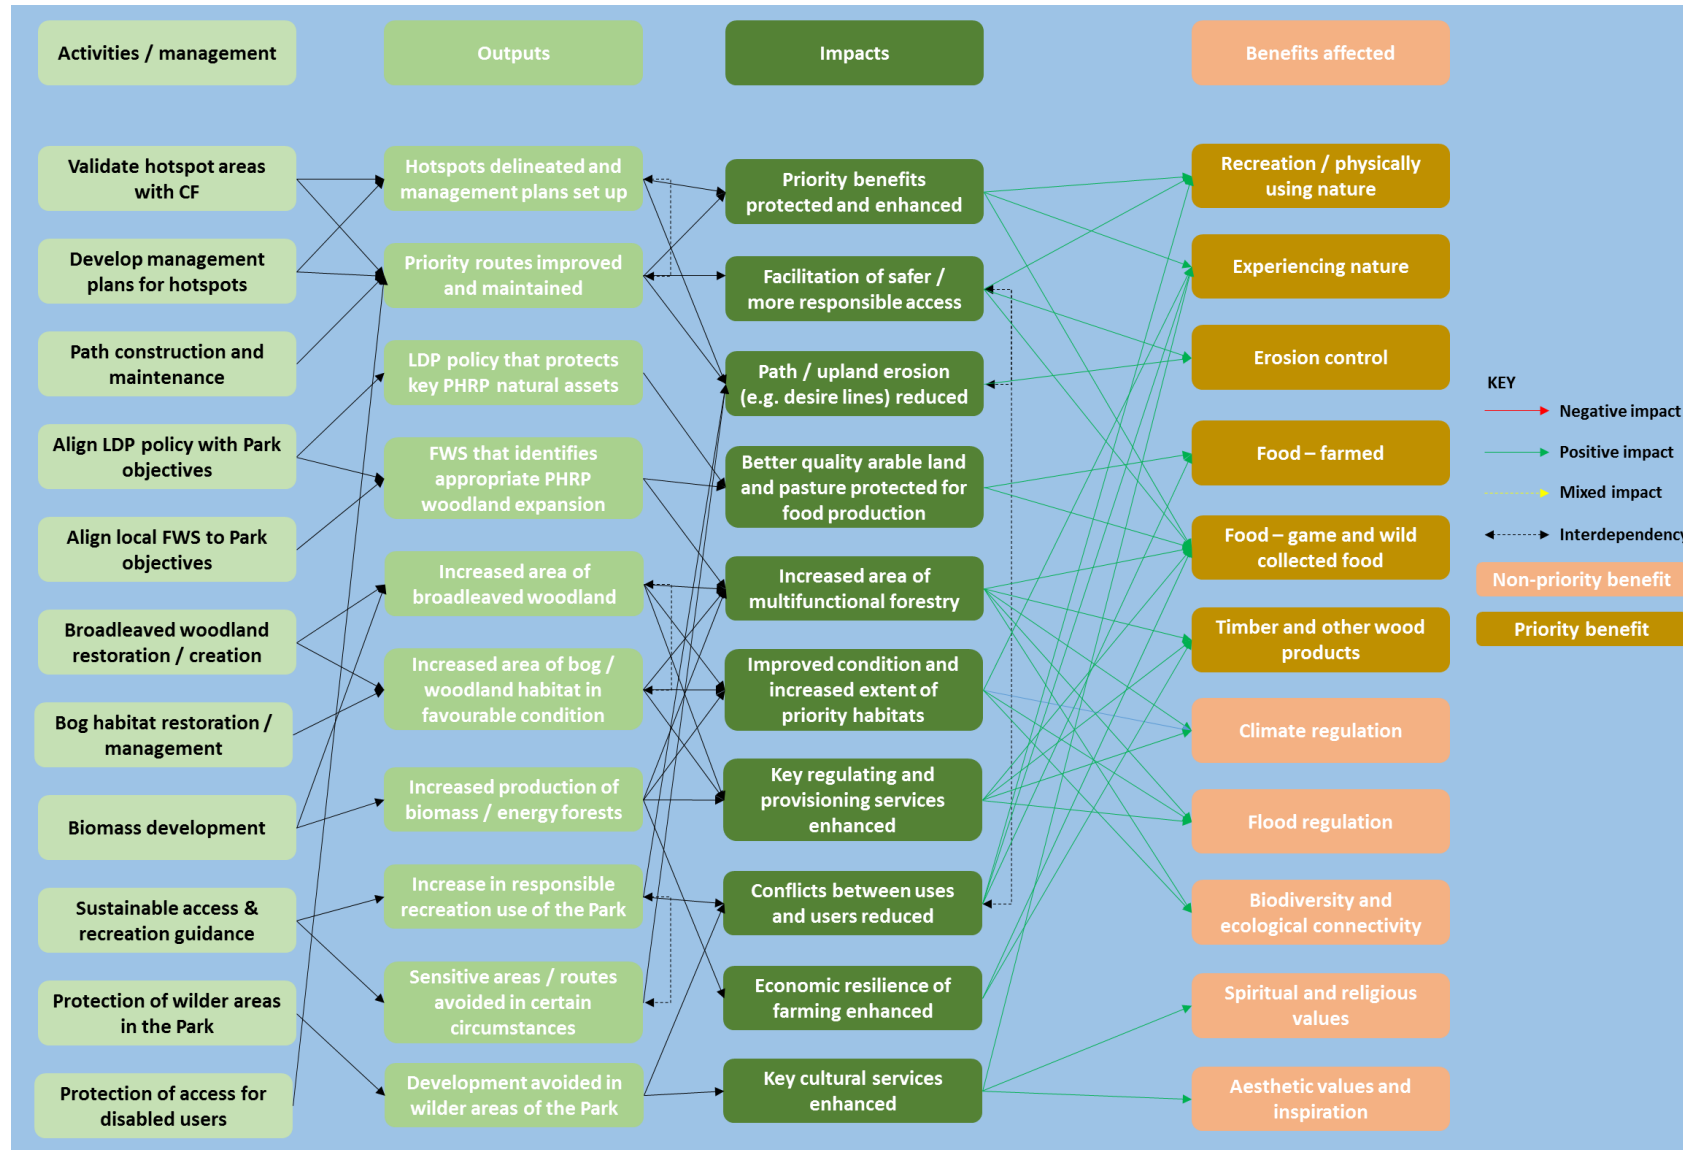 Activities / management
Outputs
Impacts
Benefits affected
Validate hotspot areas
with CF
Develop management
plans for hotspots
Path construction and
maintenance
Align LDP policy with Park
objectives
Align local FWS to Park
objectives
Broadleaved woodland
restoration / creation
Bog habitat restoration /
management
Biomass development
Sustainable access &
recreation guidance
Protection of wilder areas
in the Park
Protection of access for
disabled users
Hotspots delineated and
management plans set up
Priority routes improved
and maintained
LDP policy that protects
key PHRP natural assets
FWS that identifies
appropriate PHRP
woodland expansion
Increased area of
broadleaved woodland
Increased area of bog /
woodland habitat in
favourable condition
Increased production of
biomass / energy forests
Increase in responsible
recreation use of the Park
Sensitive areas / routes
avoided in certain
circumstances
Development avoided in
wilder areas of the Park
Priority benefits
protected and enhanced
Facilitation of safer /
more responsible access
Path / upland erosion
(e.g. desire lines) reduced
Better quality arable land
and pasture protected for
food production
Increased area of
multifunctional forestry
Improved condition and
increased extent of
priority habitats
Key regulating and
provisioning services
enhanced
Conflicts between uses
and users reduced
Economic resilience of
farming enhanced
Key cultural services
enhanced
Recreation / physically
using nature
Experiencing nature
Erosion control
Food – farmed
Food – game and wild
collected food
Timber and other wood
products
Climate regulation
Flood regulation
Biodiversity and
ecological connectivity
Spiritual and religious
values
Aesthetic values and
inspiration
KEY
Negative impact
Positive impact
Mixed impact
Interdependency
Non-priority benefit
Priority benefit